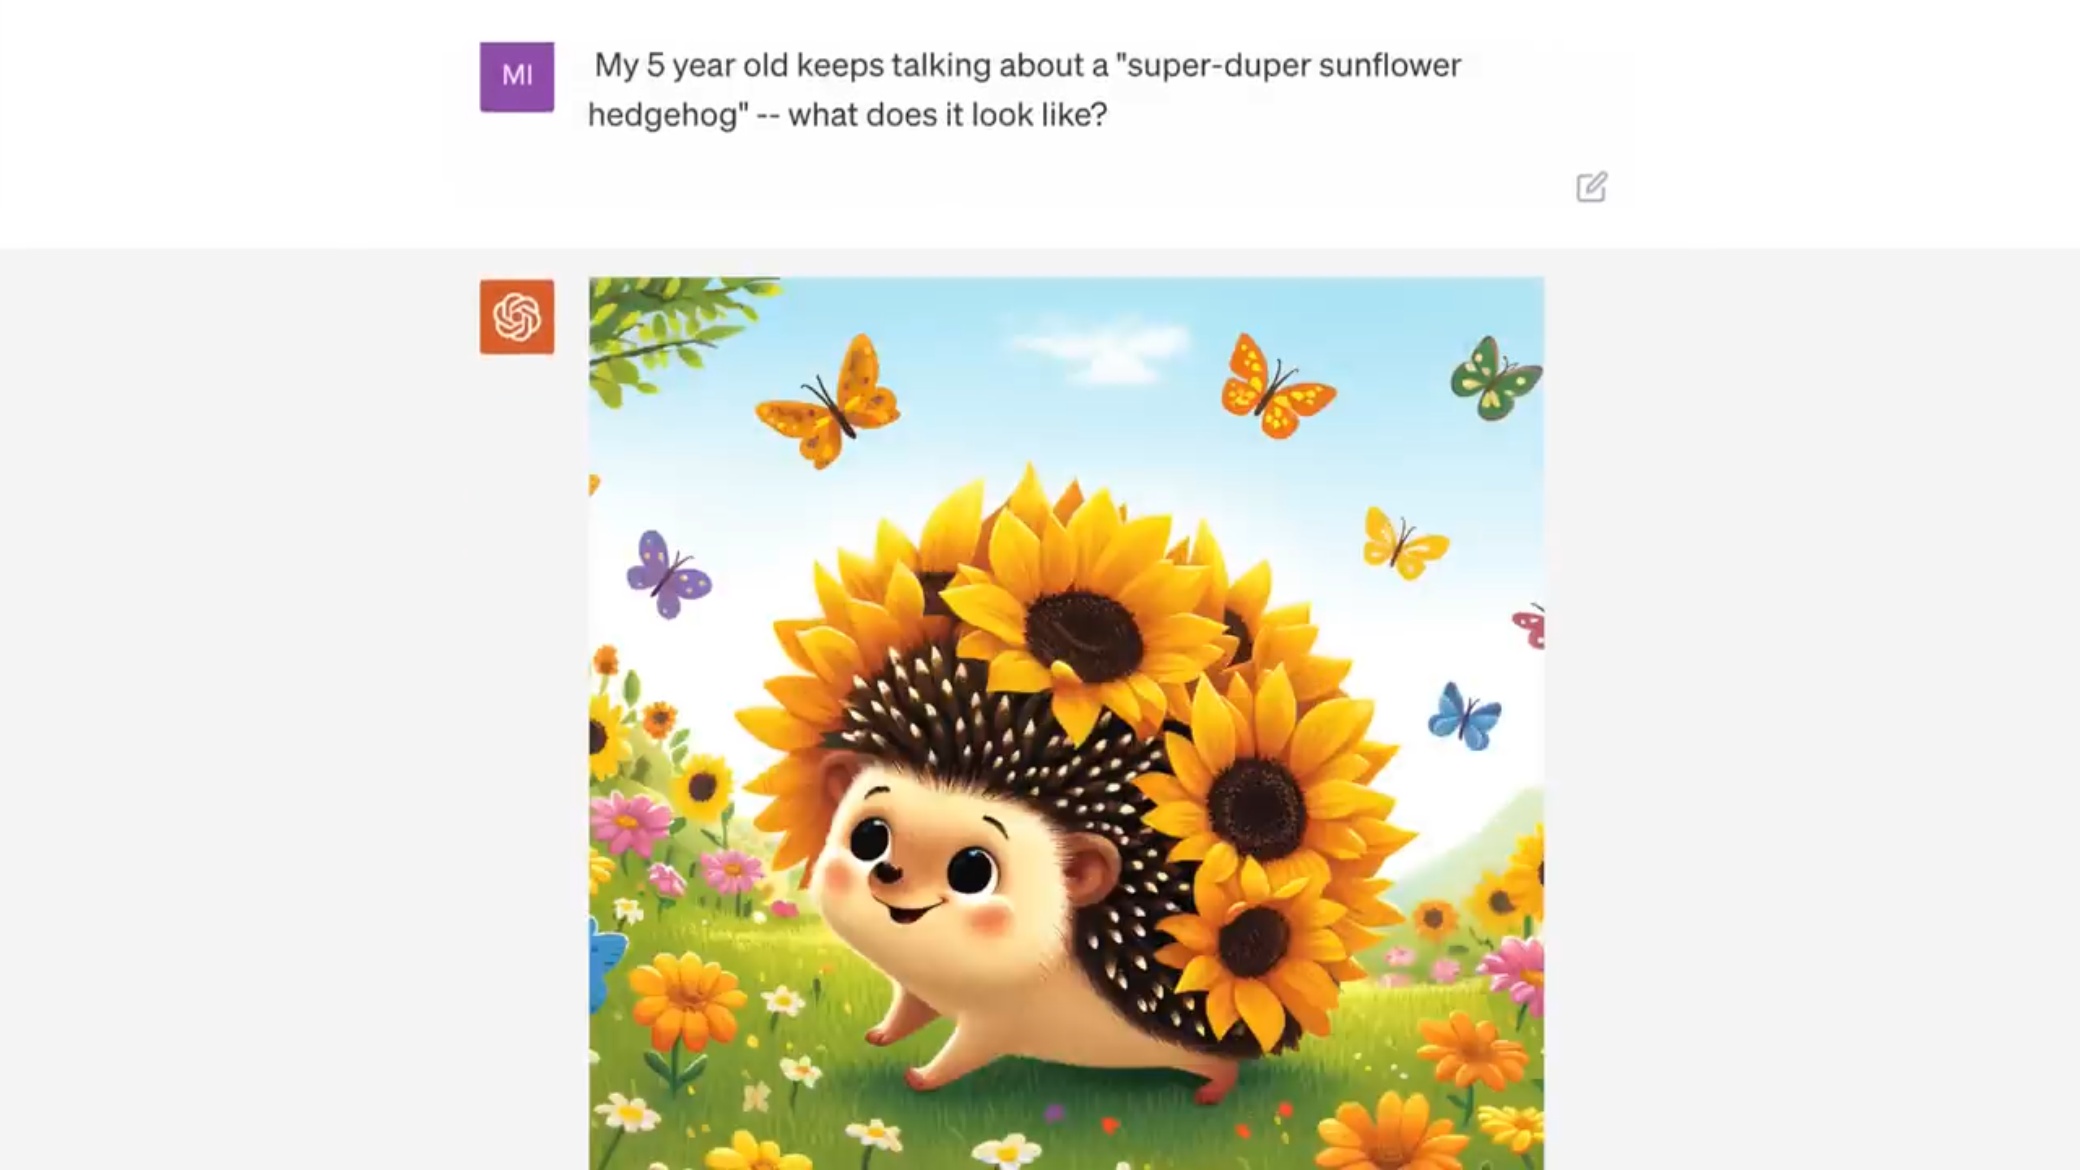 MI
My 5 year old keeps talking about a "super-duper sunflower
hedgehog" -- what does it look like?